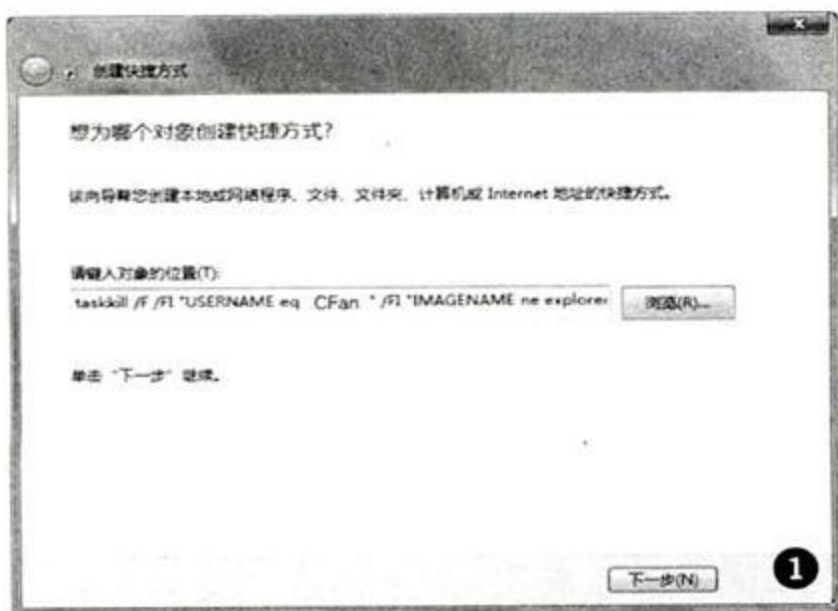 创建快捷方式
想为哪个对象创建快捷方式?
该向导帮您创建本地或网络程序、文件、文件夹、计算机或 Internet 地址的快捷方式。
请键入对象的位置(T):
taskkill /F /FI "USERNAME eq CFan " /FI "IMAGENAME ne explorer
浏览(R)...
单击“下一步”继续。
下一步(N)
1